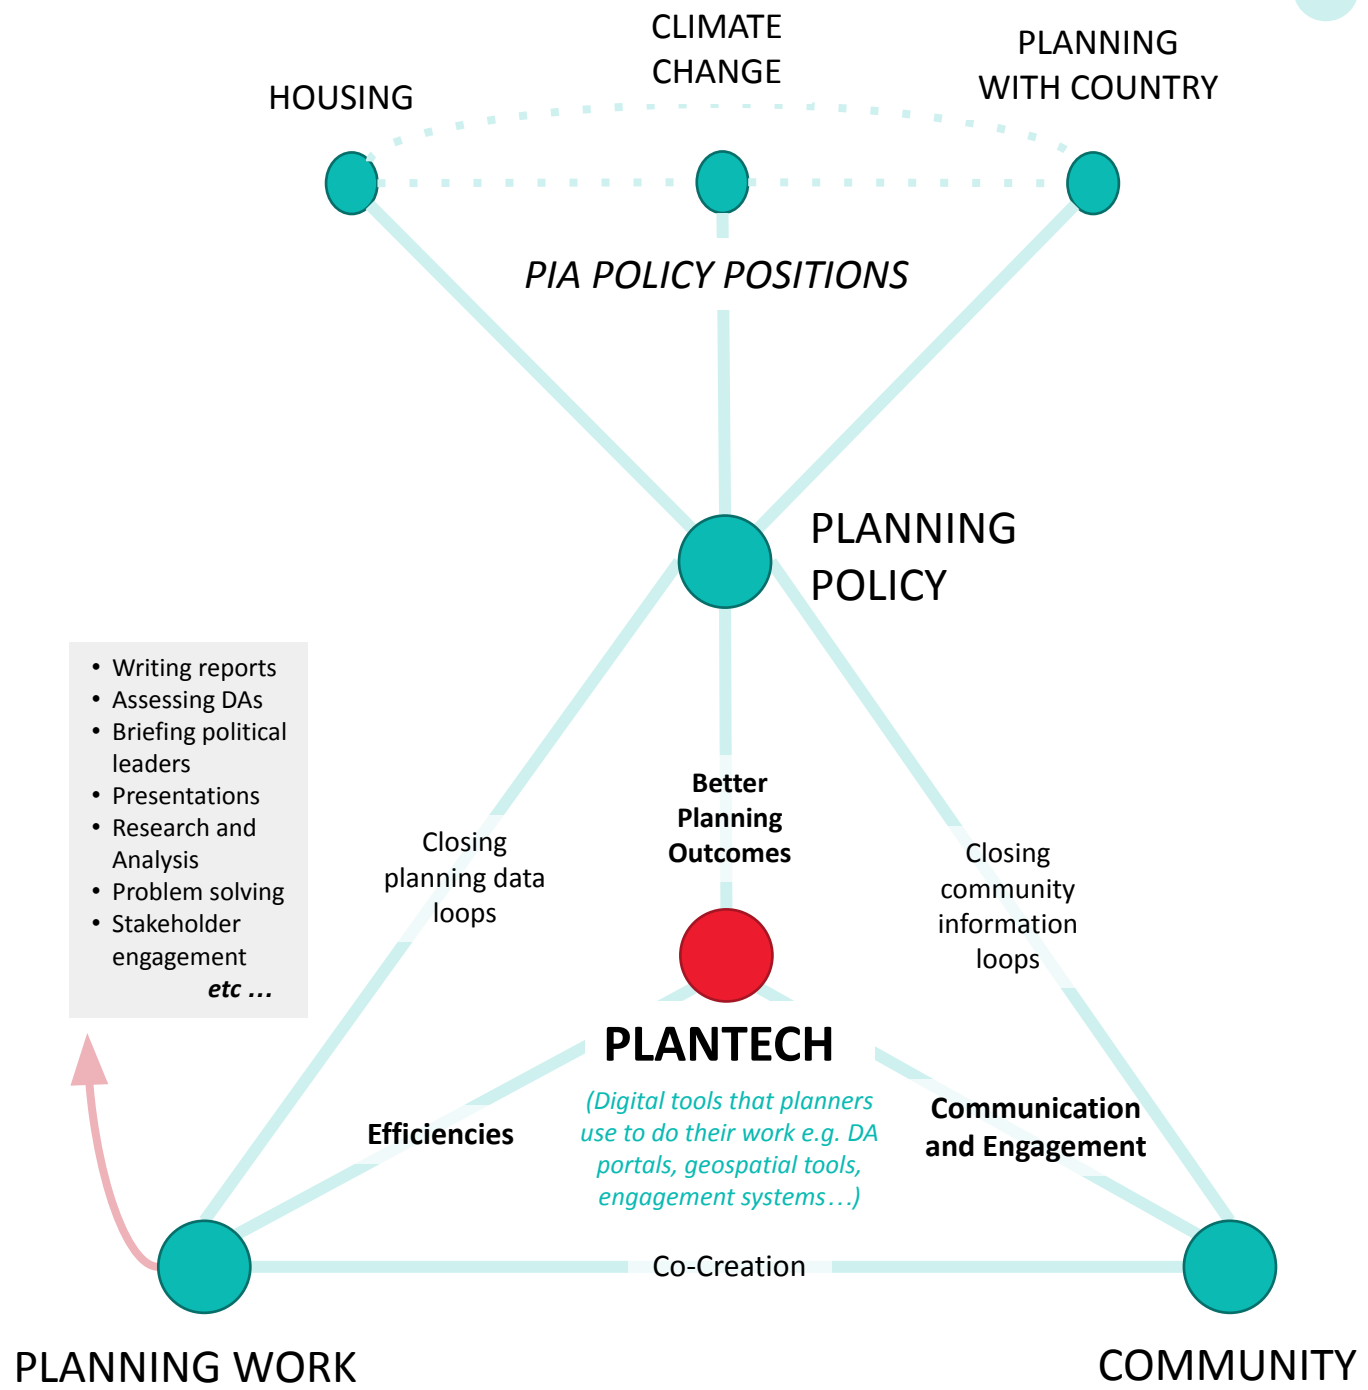 CLIMATE
CHANGE
PLANNING
WITH COUNTRY
HOUSING
PIA POLICY POSITIONS
PLANNING
POLICY
• Writing reports
• Assessing DAs
• Briefing political
leaders
• Presentations
• Research and
Analysis
• Problem solving
• Stakeholder
engagement
etc ...
Closing
planning data
loops
Better
Planning
Outcomes
Closing
community
information
loops
PLANTECH
(Digital tools that planners
use to do their work e.g. DA
portals, geospatial tools,
engagement systems...)
Efficiencies
Communication
and Engagement
Co-Creation
PLANNING WORK
COMMUNITY